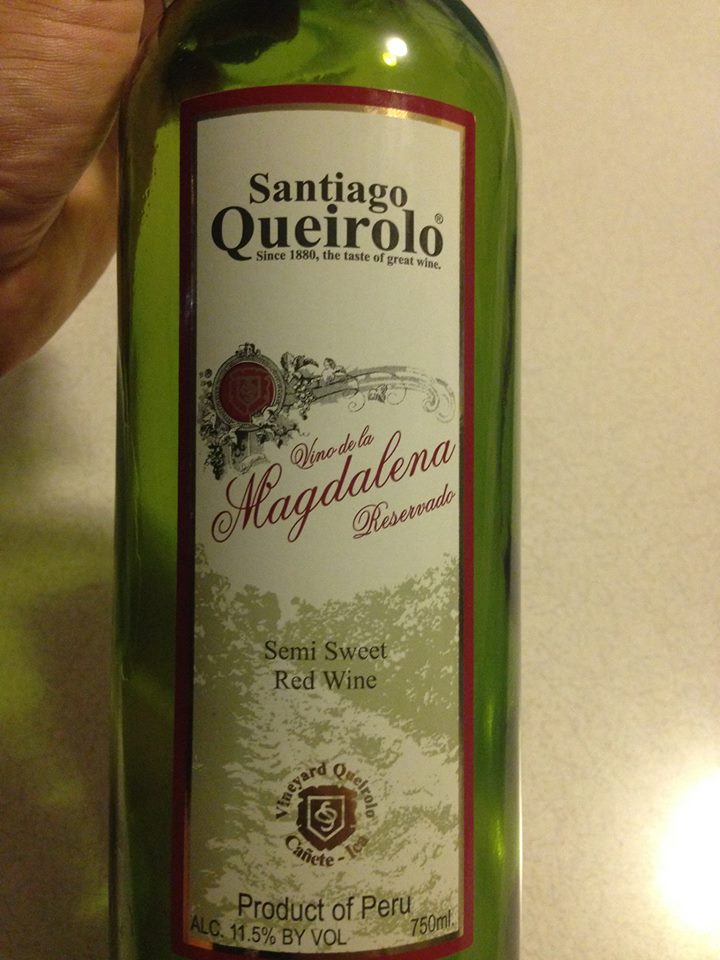 Santiago
Queirolo®
Since 1880, the taste of great wine.
Vino de la
Magdalena
Reservado
Semi Sweet
Red Wine
Vineyard Queirolo
Cañete - Ica
Product of Peru
ALC. 11.5% BY VOL
750ml.